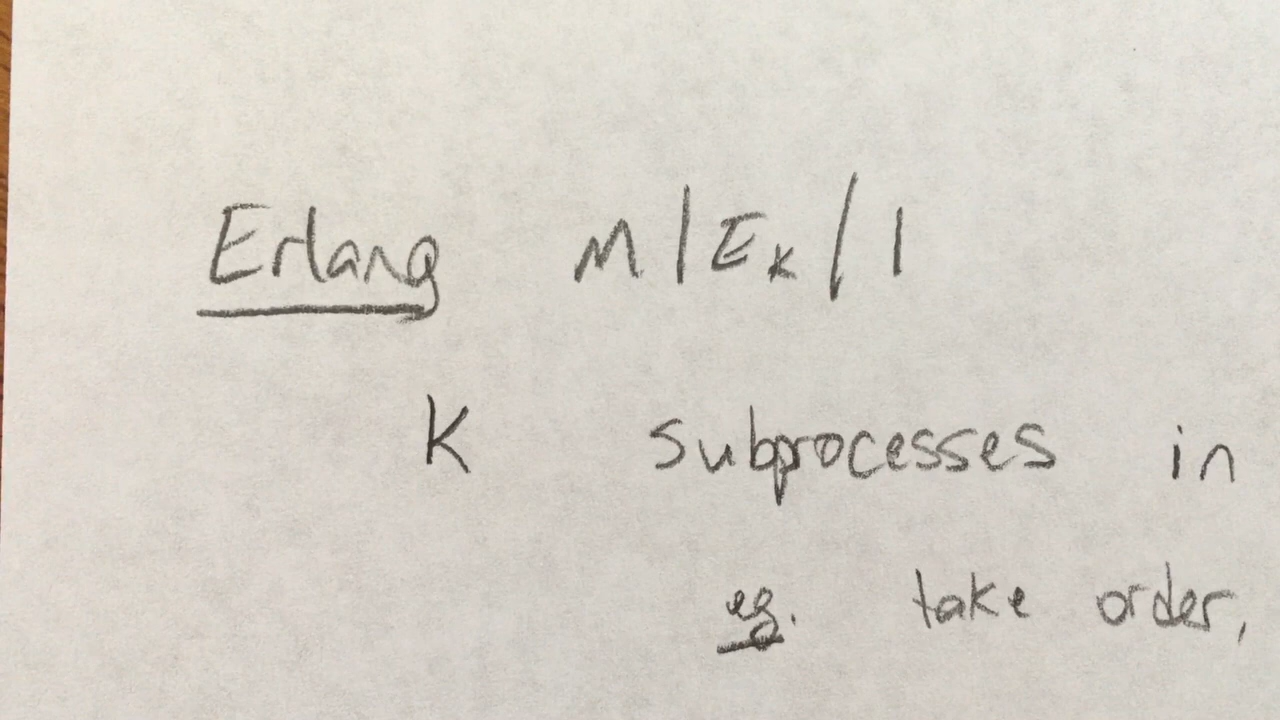 Erlang M/Eₖ/1
K subprocesses in
eg. take order,